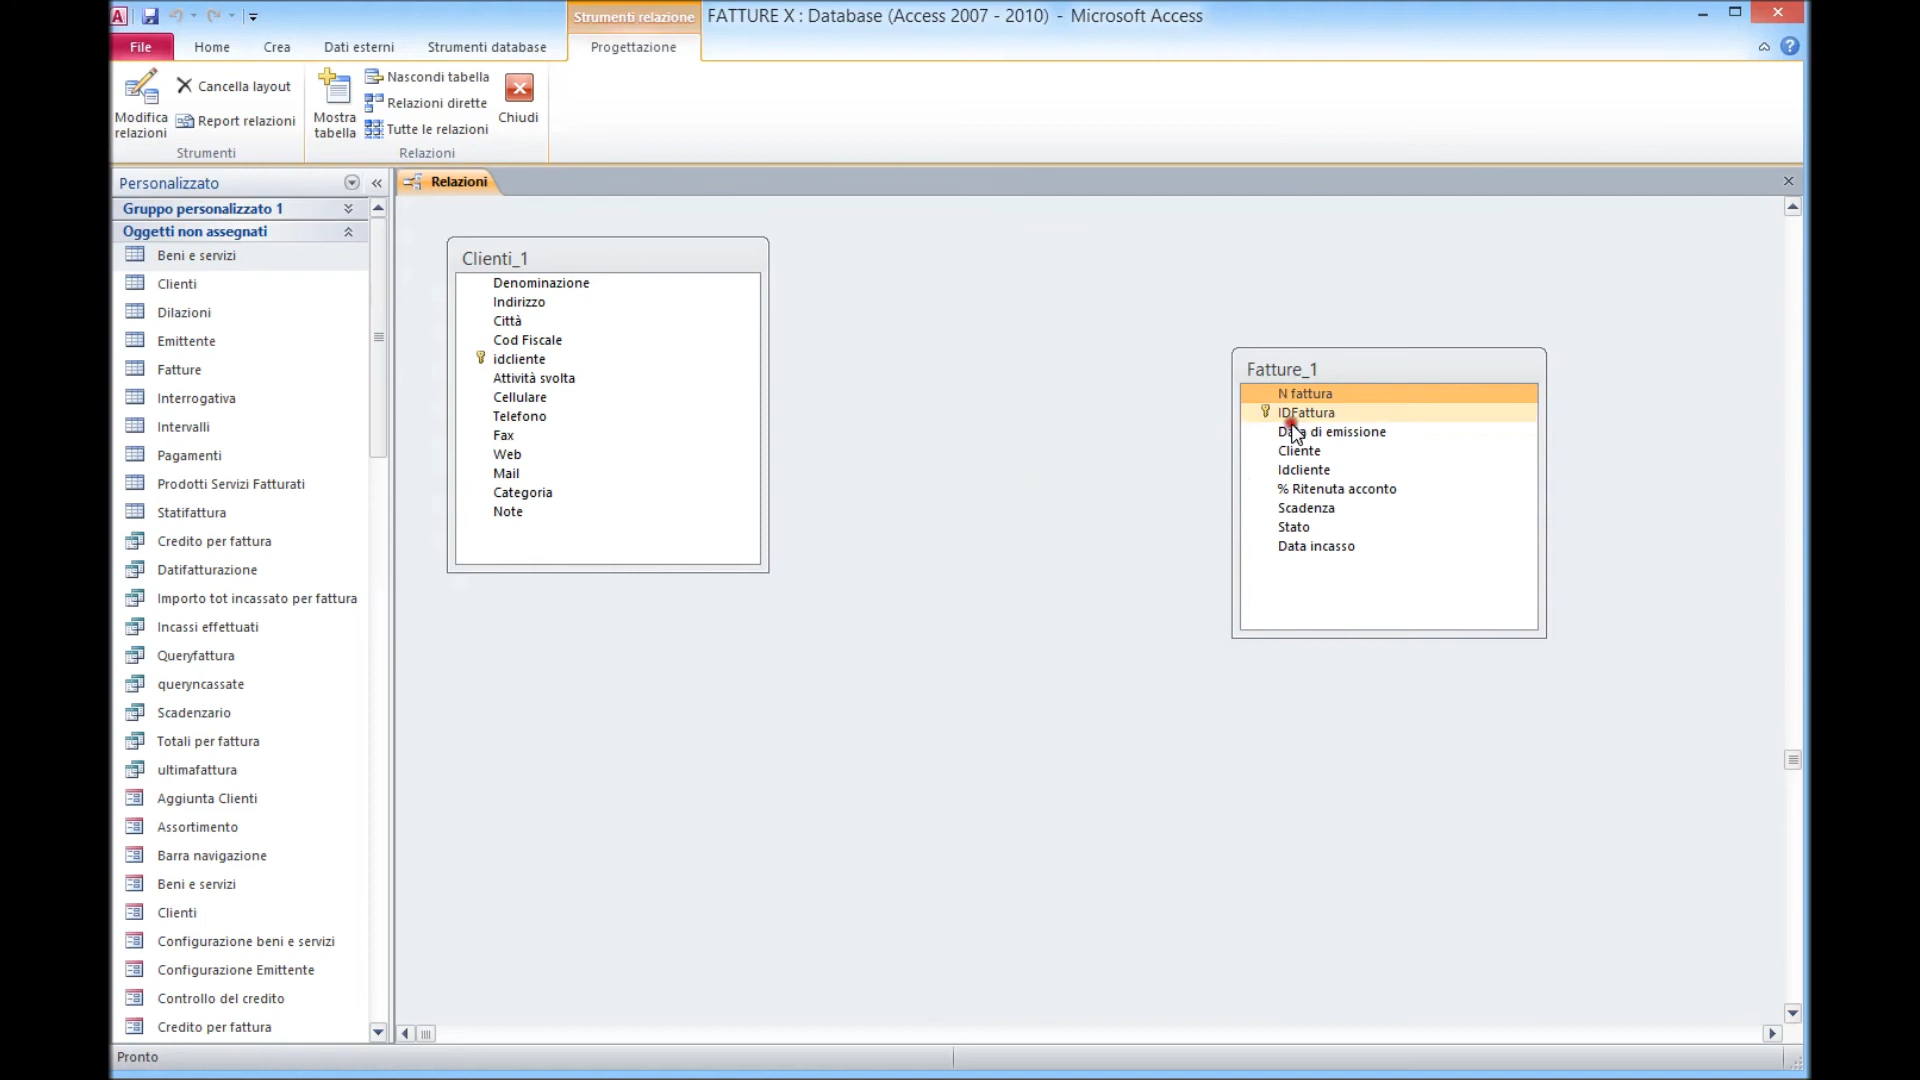 Strumenti relazione
FATTURE X : Database (Access 2007 - 2010) - Microsoft Access
File
Home
Crea
Dati esterni
Strumenti database
Progettazione
Modifica relazioni
Cancella layout
Report relazioni
Strumenti
Mostra tabella
Nascondi tabella
Relazioni dirette
Tutte le relazioni
Chiudi
Relazioni
Personalizzato
Gruppo personalizzato 1
Oggetti non assegnati
Beni e servizi
Clienti
Dilazioni
Emittente
Fatture
Interrogativa
Intervalli
Pagamenti
Prodotti Servizi Fatturati
Statifattura
Credito per fattura
Datifatturazione
Importo tot incassato per fattura
Incassi effettuati
Queryfattura
queryncassate
Scadenzario
Totali per fattura
ultimafattura
Aggiunta Clienti
Assortimento
Barra navigazione
Beni e servizi
Clienti
Configurazione beni e servizi
Configurazione Emittente
Controllo del credito
Credito per fattura
Relazioni
Clienti_1
Denominazione
Indirizzo
Città
Cod Fiscale
idcliente
Attività svolta
Cellulare
Telefono
Fax
Web
Mail
Categoria
Note
Fatture_1
N fattura
IDFattura
Data di emissione
Cliente
Idcliente
% Ritenuta acconto
Scadenza
Stato
Data incasso
Pronto